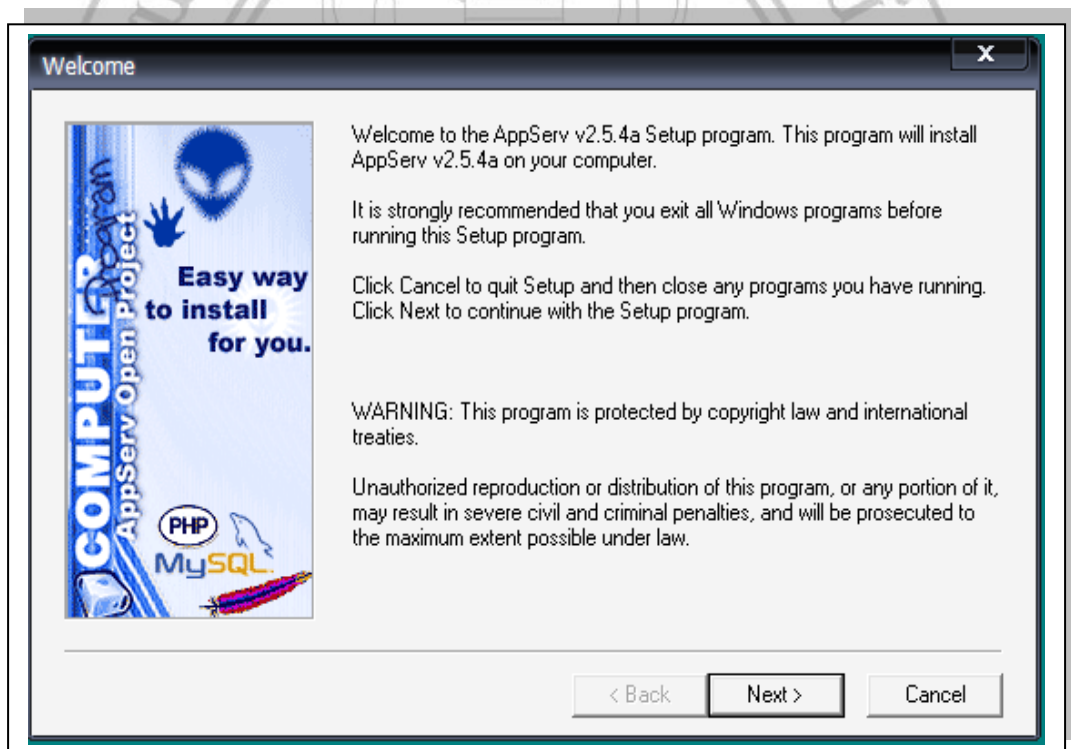 Welcome
X
COMPUTER
Program
AppServ Open Project
Easy way
to install
for you.
PHP
MySQL
Welcome to the AppServ v2.5.4a Setup program. This program will install
AppServ v2.5.4a on your computer.
It is strongly recommended that you exit all Windows programs before
running this Setup program.
Click Cancel to quit Setup and then close any programs you have running.
Click Next to continue with the Setup program.
WARNING: This program is protected by copyright law and international
treaties.
Unauthorized reproduction or distribution of this program, or any portion of it,
may result in severe civil and criminal penalties, and will be prosecuted to
the maximum extent possible under law.
< Back
Next >
Cancel